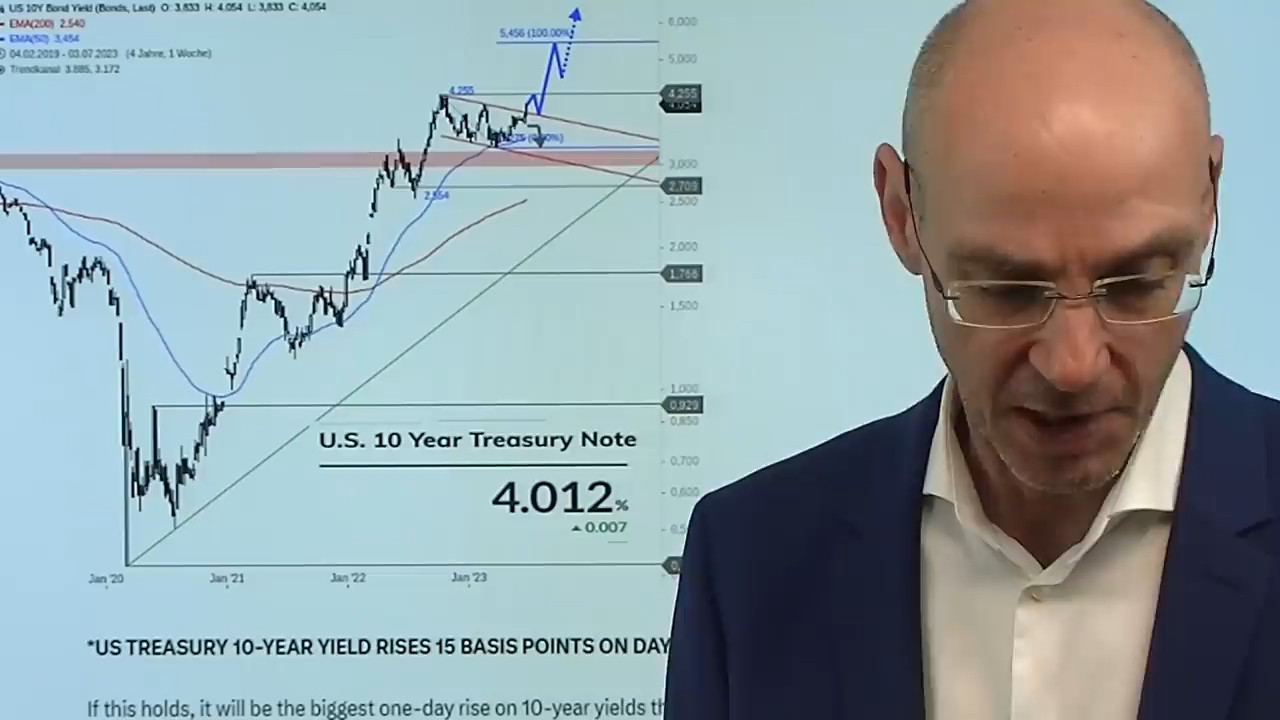 US 10Y Bond Yield (Bonds, Last) O: 3,833 H: 4,054 L: 3,833 C: 4,054
EMA(200) 2,540
EMA(50) 3,454
04.02.2019 - 03.07.2023 (4 Jahre, 1 Woche)
Trendkanal 3.885, 3.172
5,456 (100.00%)
4,255
2,554
6,000
5,000
4,255
3,000
2,709
2,500
2,000
1,766
1,500
1,000
0,929
0,850
0,700
0,600
Jan '20
Jan '21
Jan '22
Jan '23
U.S. 10 Year Treasury Note
4.012%
▲ 0.007
*US TREASURY 10-YEAR YIELD RISES 15 BASIS POINTS ON DAY
If this holds, it will be the biggest one-day rise on 10-year yields